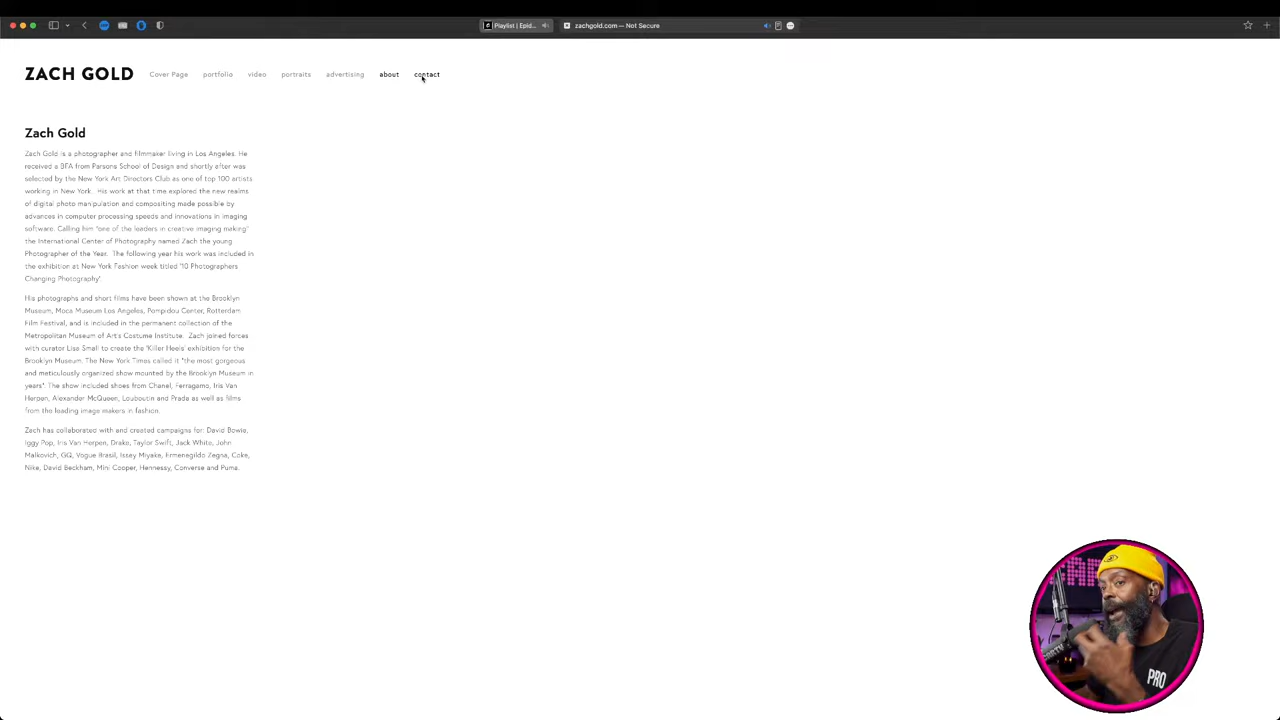 Playlist | Epid...
zachgold.com — Not Secure
ZACH GOLD Cover Page portfolio video portraits advertising about contact
Zach Gold
Zach Gold is a photographer and filmmaker living in Los Angeles. He
received a BFA from Parsons School of Design and shortly after was
selected by the New York Art Directors Club as one of top 100 artists
working in New York. His work at that time explored the new realms
of digital photo manipulation and compositing made possible by
advances in computer processing speeds and innovations in imaging
software. Calling him "one of the leaders in creative imaging making"
the International Center of Photography named Zach the young
Photographer of the Year. The following year his work was included in
the exhibition at New York Fashion week titled "10 Photographers
Changing Photography".
His photographs and short films have been shown at the Brooklyn
Museum, Moca Museum Los Angeles, Pompidou Center, Rotterdam
Film Festival, and is included in the permanent collection of the
Metropolitan Museum of Art's Costume Institute. Zach joined forces
with curator Lisa Small to create the 'Killer Heels' exhibition for the
Brooklyn Museum. The New York Times called it "the most gorgeous
and meticulously organized show mounted by the Brooklyn Museum in
years". The show included shoes from Chanel, Ferragamo, Iris Van
Herpen, Alexander McQueen, Louboutin and Prada as well as films
from the leading image makers in fashion.
Zach has collaborated with and created campaigns for: David Bowie,
Iggy Pop, Iris Van Herpen, Drake, Taylor Swift, Jack White, John
Malkovich, GQ, Vogue Brasil, Issey Miyake, Ermenegildo Zegna, Coke,
Nike, David Beckham, Mini Cooper, Hennessy, Converse and Puma.
PRO